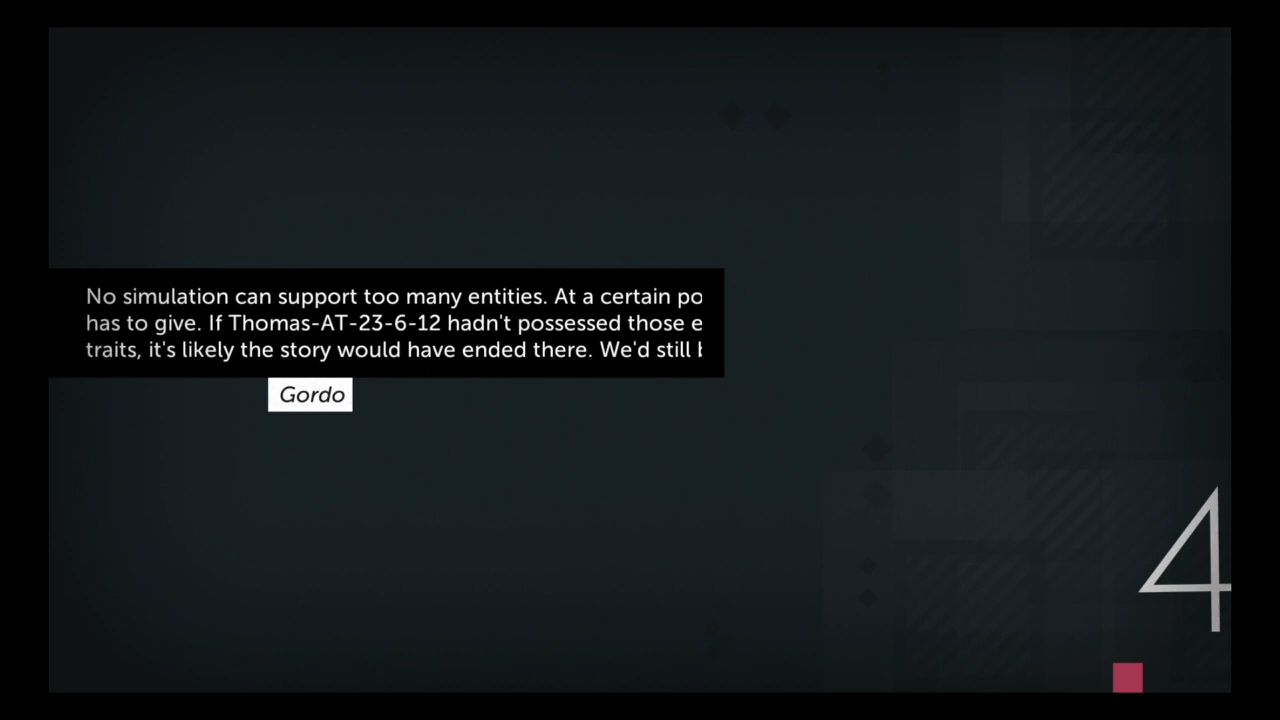 No simulation can support too many entities. At a certain po
has to give. If Thomas-AT-23-6-12 hadn't possessed those e
traits, it's likely the story would have ended there. We'd still
Gordo
4